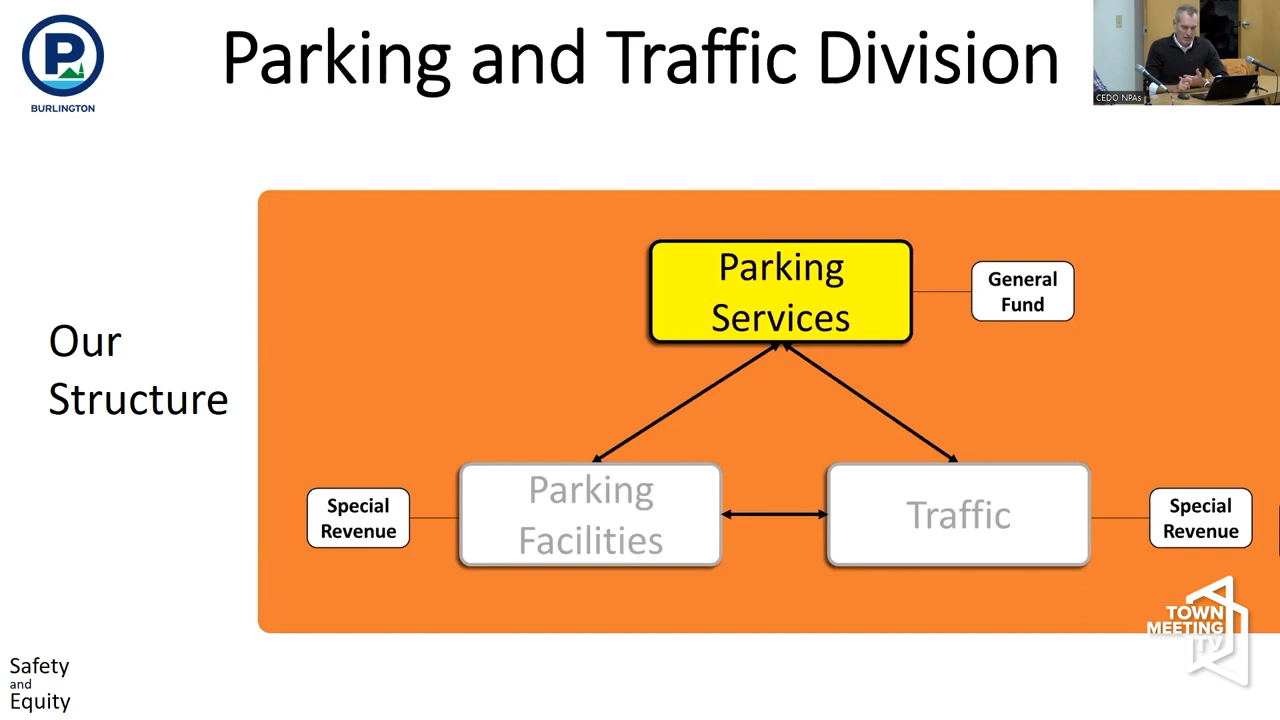 P
BURLINGTON
Parking and Traffic Division
CEDO NPAs
Our
Structure
Parking
Services
General
Fund
Special
Revenue
Parking
Facilities
Traffic
Special
Revenue
TOWN
MEETING
TV
Safety
and
Equity